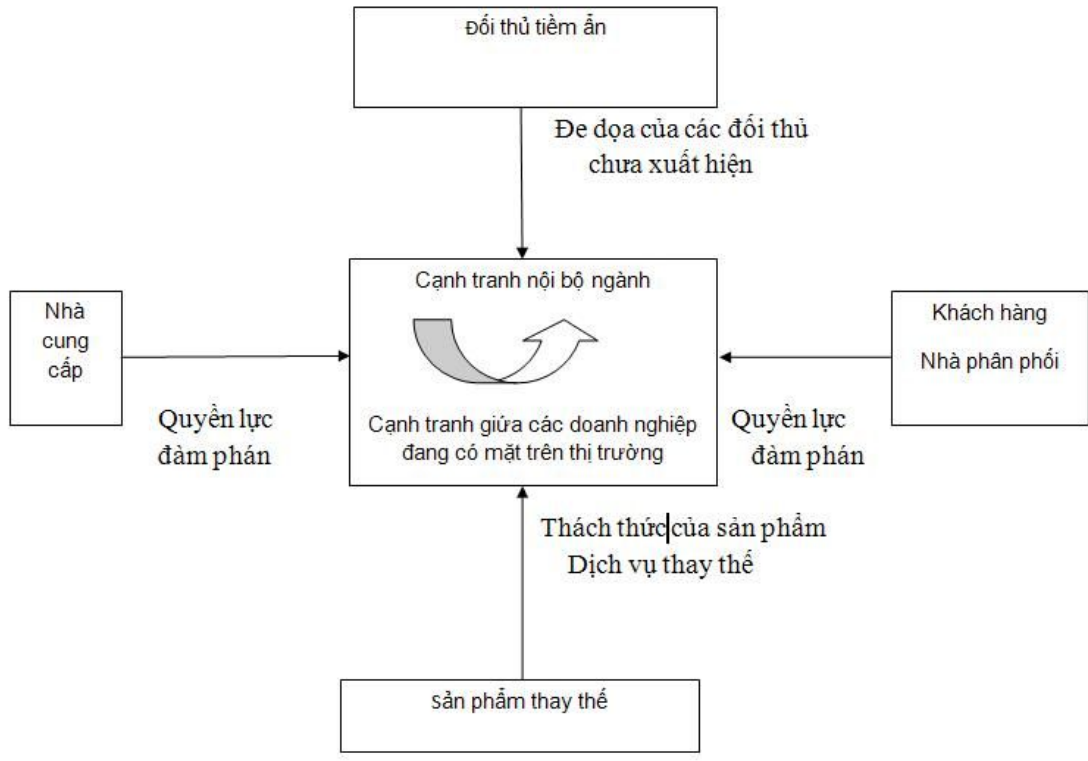 Đối thủ tiềm ẩn
Đe dọa của các đối thủ
chưa xuất hiện
Cạnh tranh nội bộ ngành
Nhà
cung
cấp
Khách hàng
Nhà phân phối
Quyền lực
đàm phán
Cạnh tranh giữa các doanh nghiệp
đang có mặt trên thị trường
Quyền lực
đàm phán
Thách thức của sản phẩm
Dịch vụ thay thế
Sản phẩm thay thế